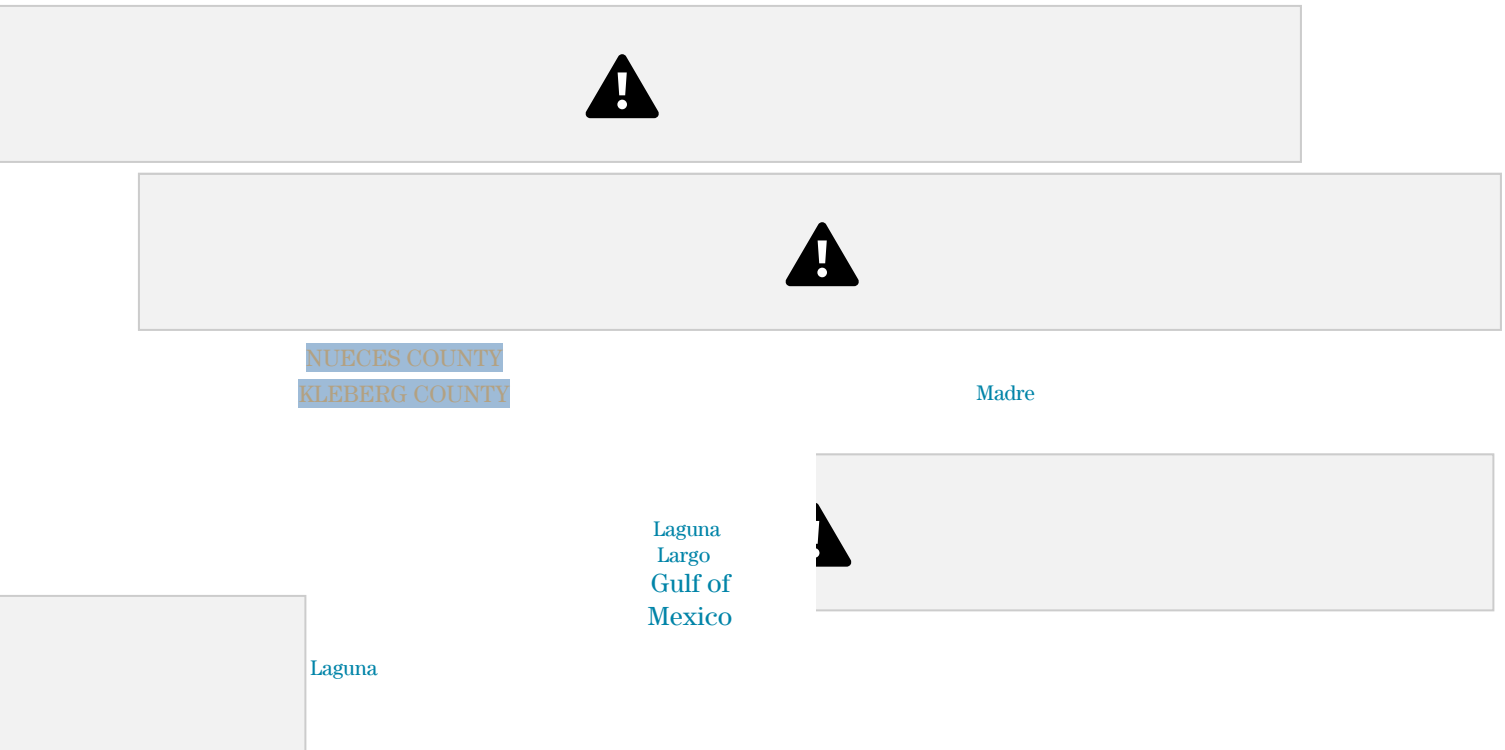 NUECES COUNTY
KLEBERG COUNTY
Madre
Laguna
Largo
Gulf of
Mexico
Laguna